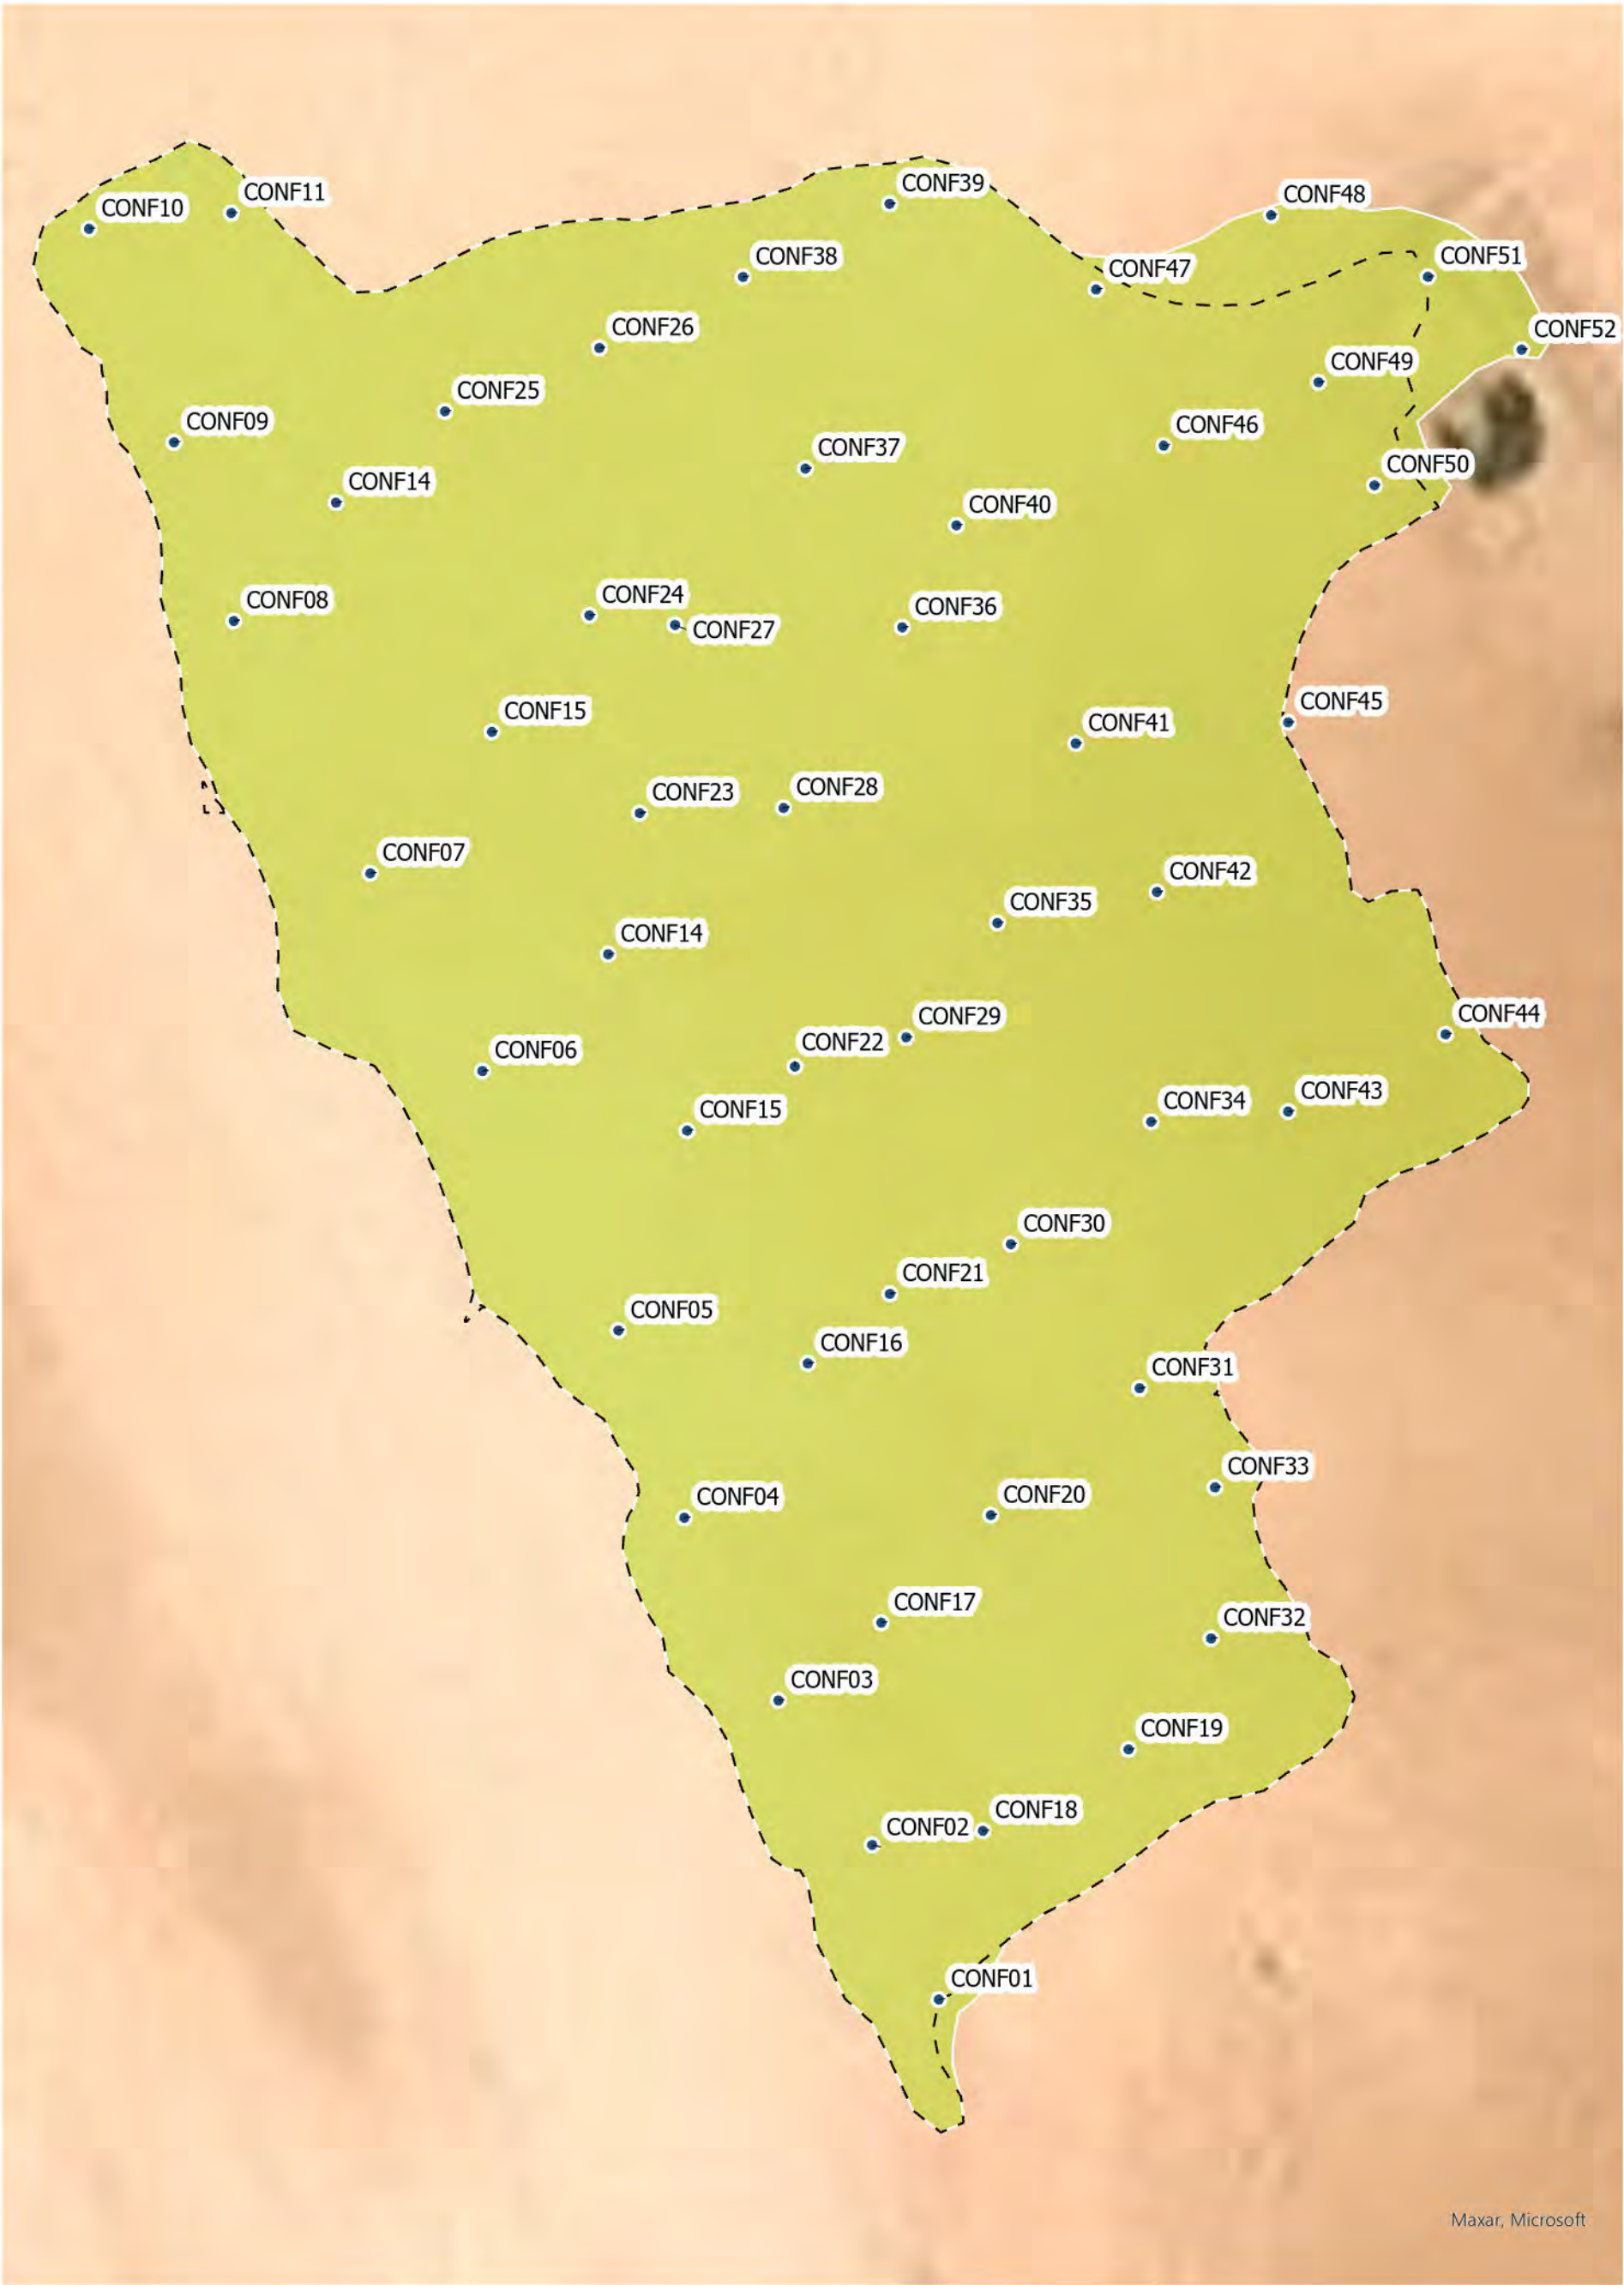 CONF39
CONF11
CONF48
CONF10
CONF38
CONF51
CONF47
CONF26
CONF52
CONF49
CONF25
CONF09
CONF46
CONF37
CONF50
CONF14
CONF40
CONF24
CONF08
CONF36
CONF27
CONF45
CONF15
CONF41
CONF28
CONF23
CONF07
CONF42
CONF35
CONF14
CONF44
CONF29
CONF22
CONF06
CONF43
CONF34
CONF15
CONF30
CONF21
CONF05
CONF16
CONF31
CONF33
CONF20
CONF04
CONF17
CONF32
CONF03
CONF19
CONF18
CONF02
CONF01
Maxar, Microsoft